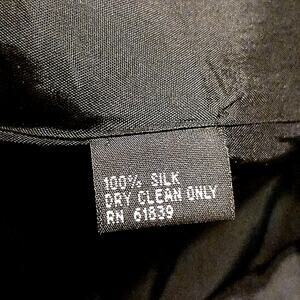 100% SILK
DRY CLEAN ONLY
RN 61839